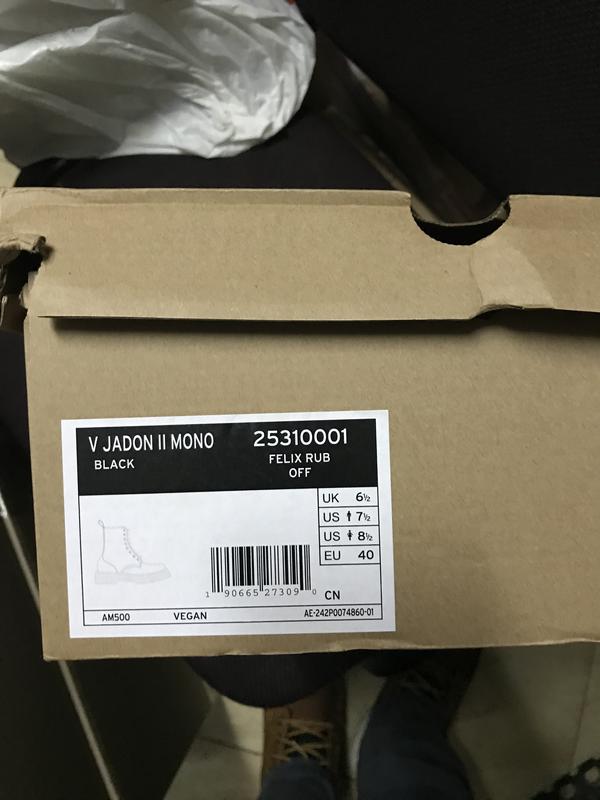 V JADON II MONO 25310001
BLACK FELIX RUB
OFF
UK 6½
US 7½
US 8½
EU 40
1 90665 27309 0
CN
AM500 VEGAN AE-242P0074860-01